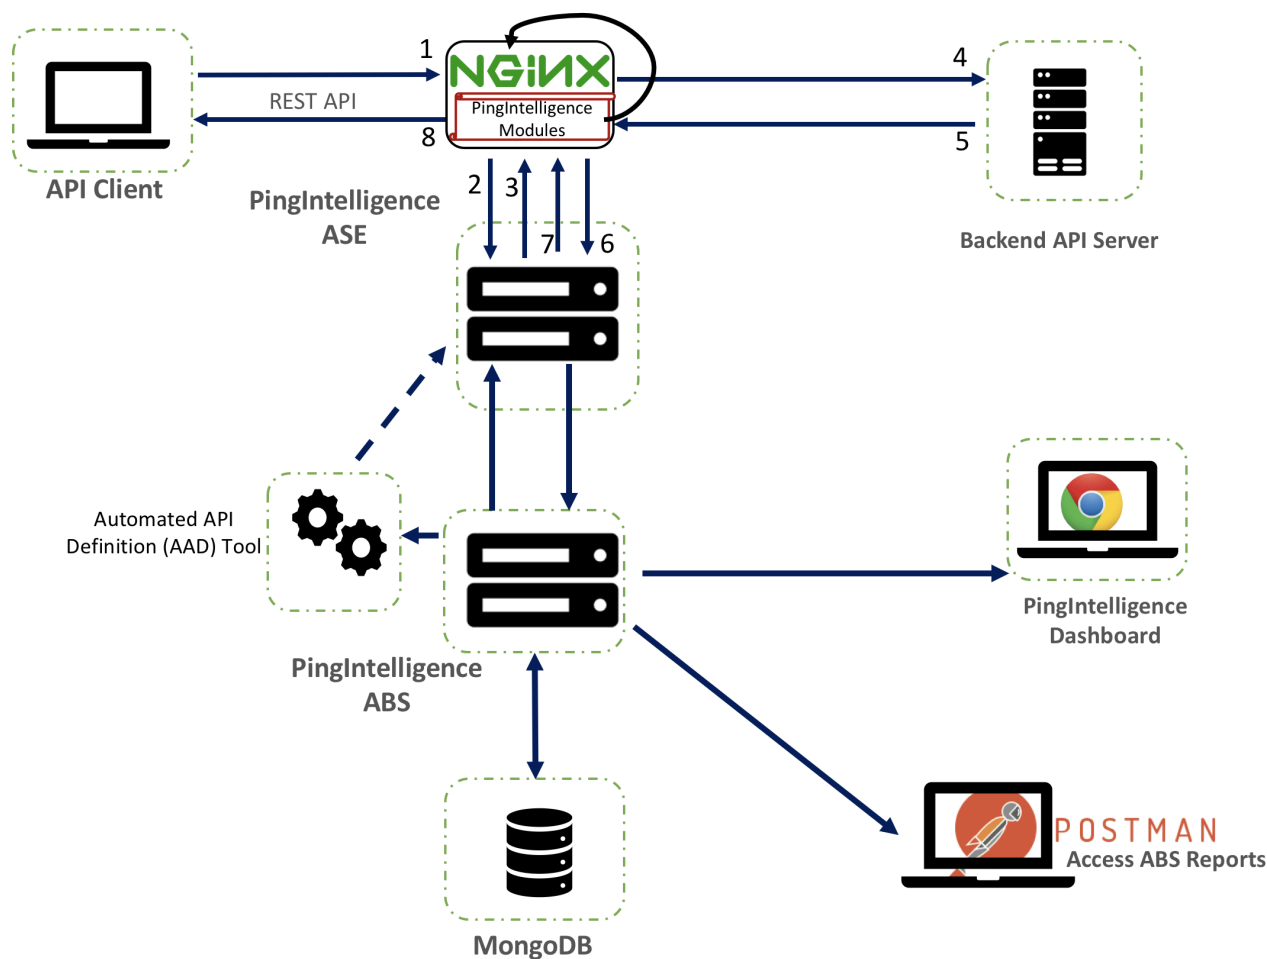 1
4
NGINX
REST API
PingIntelligence
Modules
8
5
API Client
2
3
PingIntelligence
ASE
7
6
Backend API Server
Automated API
Definition (AAD) Tool
PingIntelligence
Dashboard
PingIntelligence
ABS
POSTMAN
Access ABS Reports
MongoDB